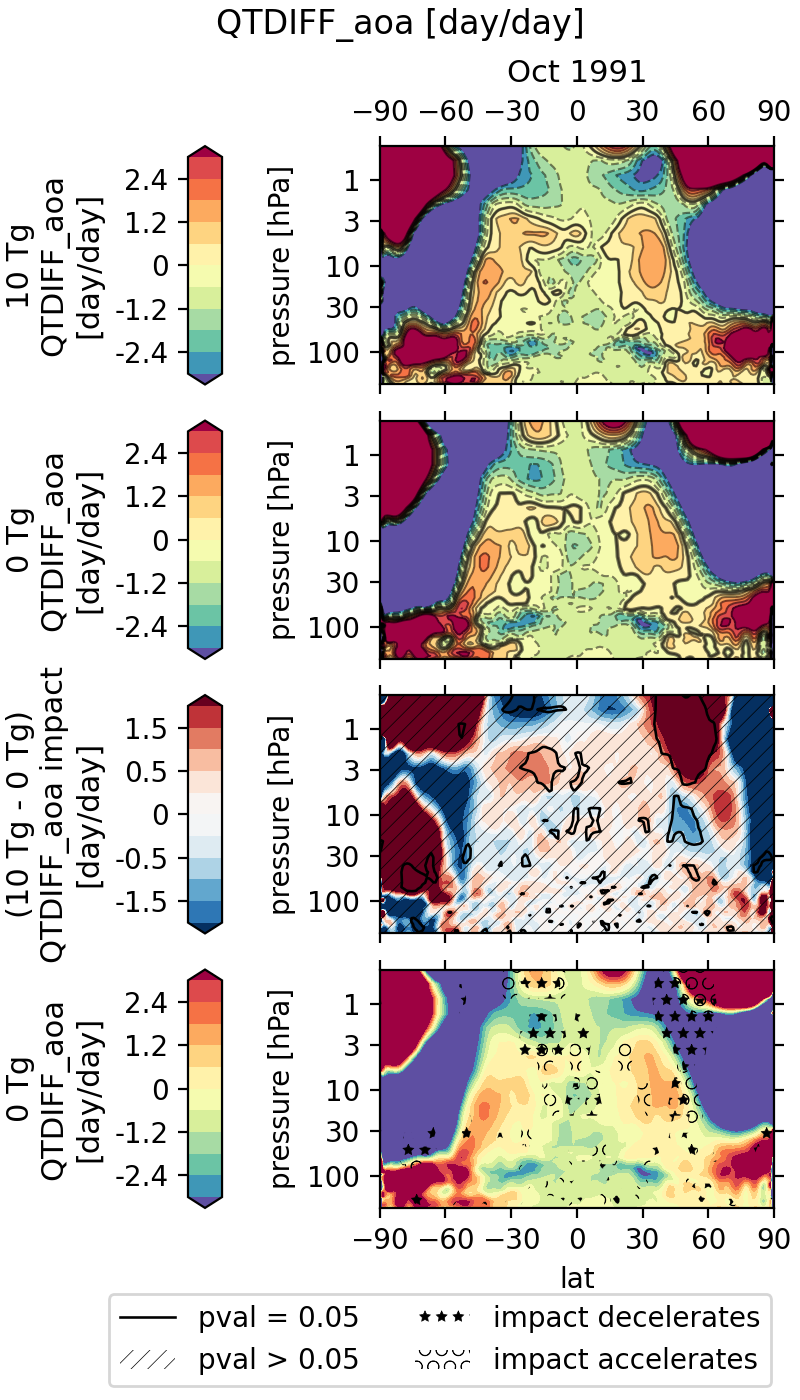 QTDIFF_aoa [day/day]
Oct 1991
−90 −60 −30 0 30 60 90
10 Tg
QTDIFF_aoa
[day/day]
2.4
1.2
0
-1.2
-2.4
pressure [hPa]
1
3
10
30
100
0 Tg
QTDIFF_aoa
[day/day]
2.4
1.2
0
-1.2
-2.4
pressure [hPa]
1
3
10
30
100
(10 Tg - 0 Tg)
QTDIFF_aoa impact
[day/day]
1.5
0.5
0
-0.5
-1.5
pressure [hPa]
1
3
10
30
100
0 Tg
QTDIFF_aoa
[day/day]
2.4
1.2
0
-1.2
-2.4
pressure [hPa]
1
3
10
30
100
−90 −60 −30 0 30 60 90
lat
pval = 0.05
pval > 0.05
impact decelerates
impact accelerates